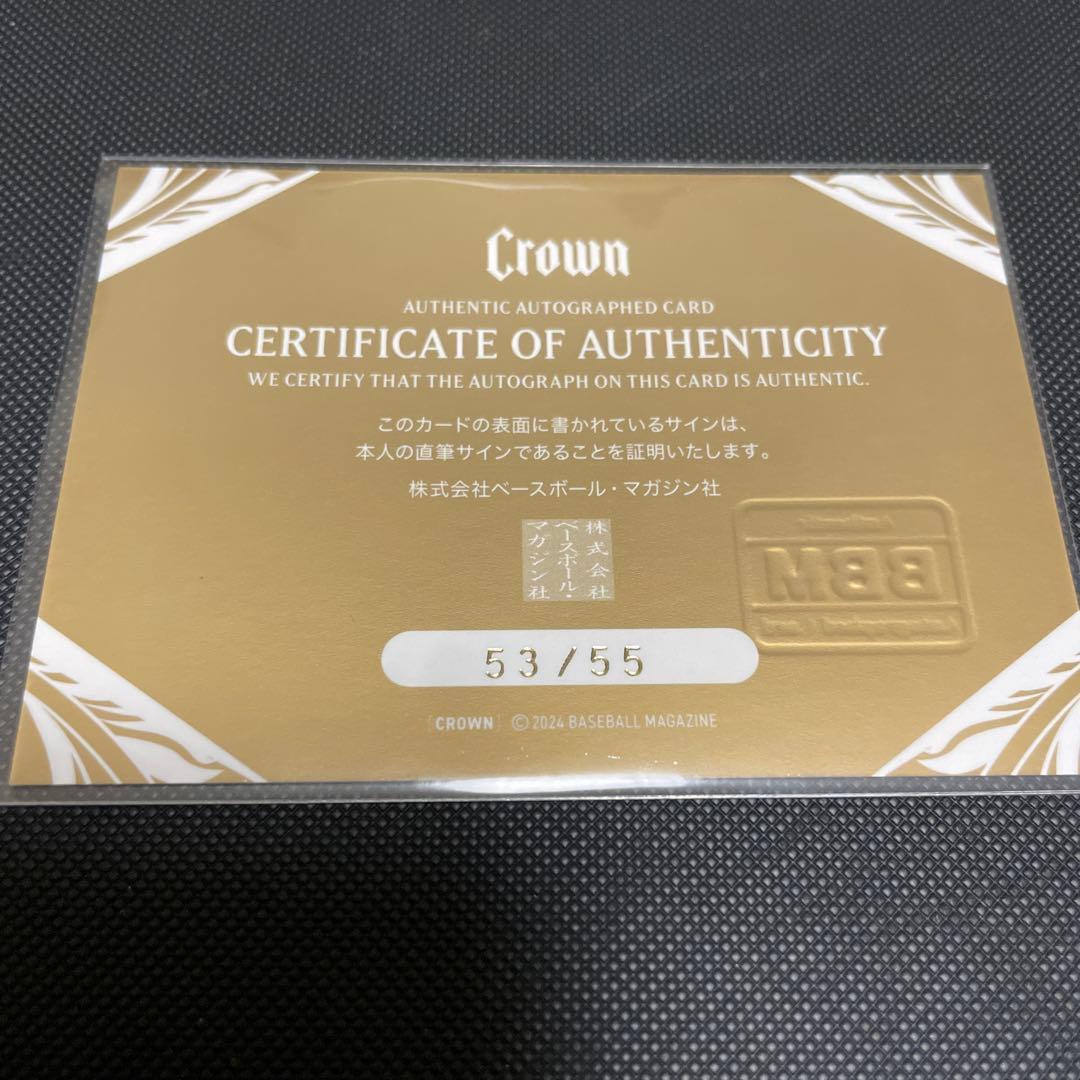 Crown
AUTHENTIC AUTOGRAPHED CARD
CERTIFICATE OF AUTHENTICITY
WE CERTIFY THAT THE AUTOGRAPH ON THIS CARD IS AUTHENTIC.
このカードの表面に書かれているサインは、
本人の直筆サインであることを証明いたします。
株式会社ベースボール・マガジン社
株式会社
ベースボール・
マガジン社
BBM
53/55
[CROWN] ©2024 BASEBALL MAGAZINE